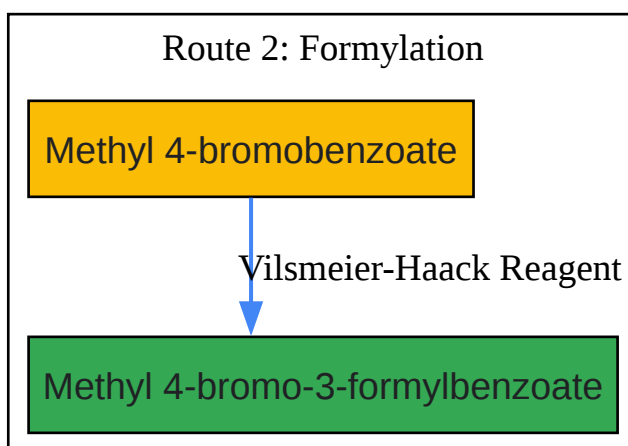 Route 2: Formylation
Methyl 4-bromobenzoate
Vilsmeier-Haack Reagent
Methyl 4-bromo-3-formylbenzoate